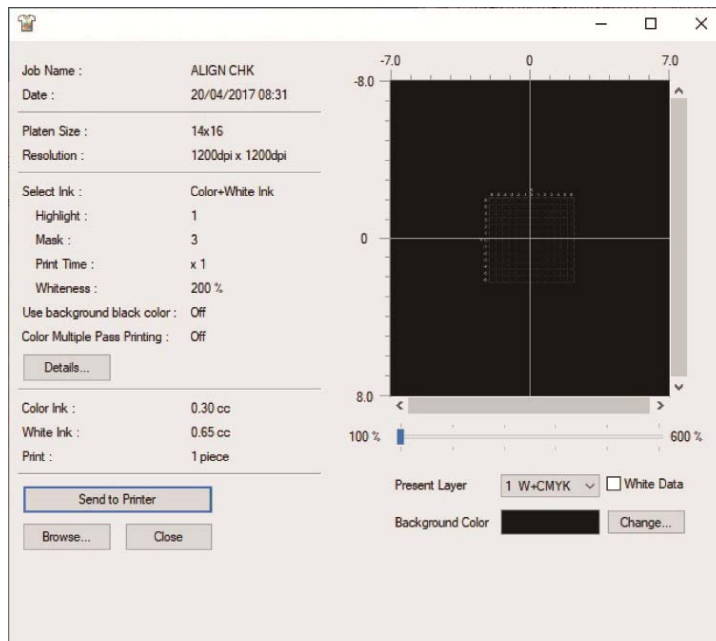 Job Name : ALIGN CHK
Date : 20/04/2017 08:31
Platen Size : 14x16
Resolution : 1200dpi x 1200dpi
Select Ink : Color+White Ink
Highlight : 1
Mask : 3
Print Time : x 1
Whiteness : 200 %
Use background black color : Off
Color Multiple Pass Printing : Off
Details...
Color Ink : 0.30 cc
White Ink : 0.65 cc
Print : 1 piece
Send to Printer
Browse... Close
-7.0 0 7.0
-8.0
0
8.0
100 % 600 %
Present Layer 1 W+CMYK White Data
Background Color Change...